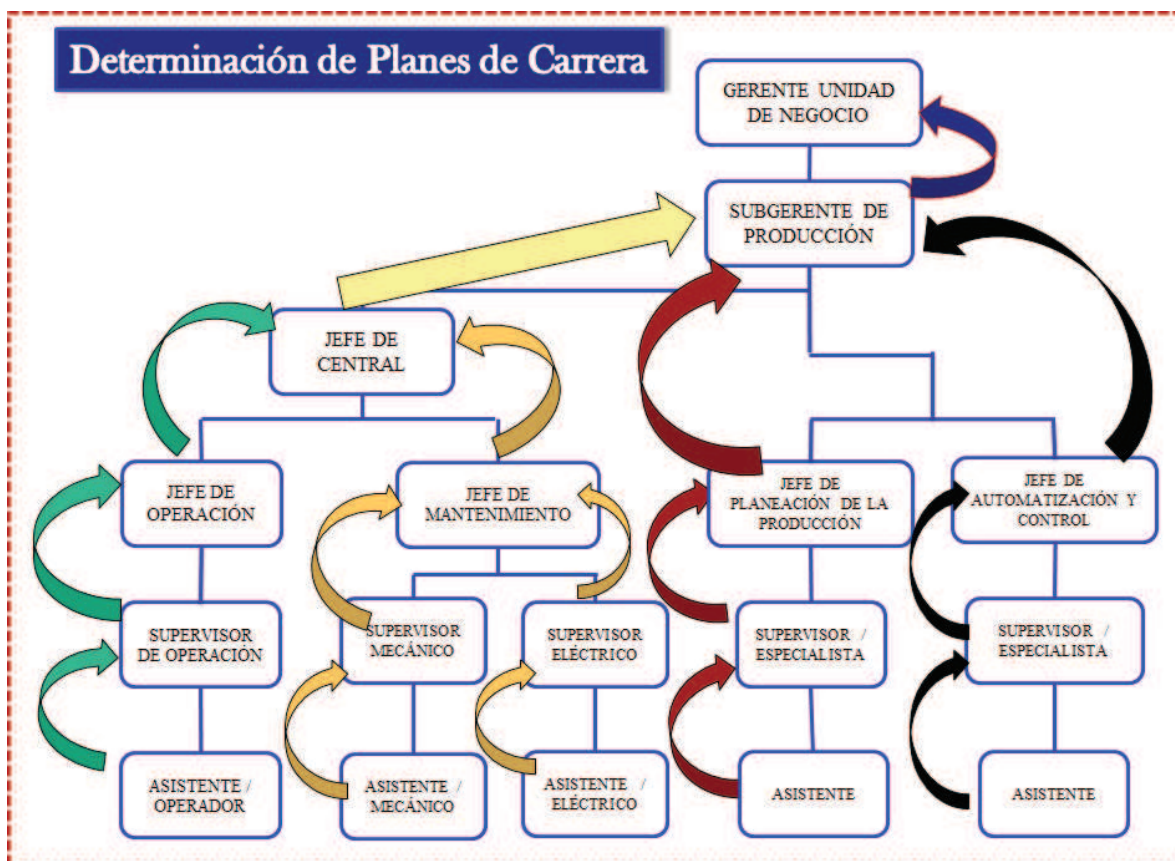 Determinación de Planes de Carrera
GERENTE UNIDAD
DE NEGOCIO
SUBGERENTE DE
PRODUCCIÓN
JEFE DE
CENTRAL
JEFE DE
OPERACIÓN
JEFE DE
MANTENIMIENTO
JEFE DE
PLANEACIÓN DE LA
PRODUCCIÓN
JEFE DE
AUTOMATIZACIÓN Y
CONTROL
SUPERVISOR
DE OPERACIÓN
SUPERVISOR
MECÁNICO
SUPERVISOR
ELÉCTRICO
SUPERVISOR /
ESPECIALISTA
SUPERVISOR /
ESPECIALISTA
ASISTENTE /
OPERADOR
ASISTENTE /
MECÁNICO
ASISTENTE /
ELÉCTRICO
ASISTENTE
ASISTENTE